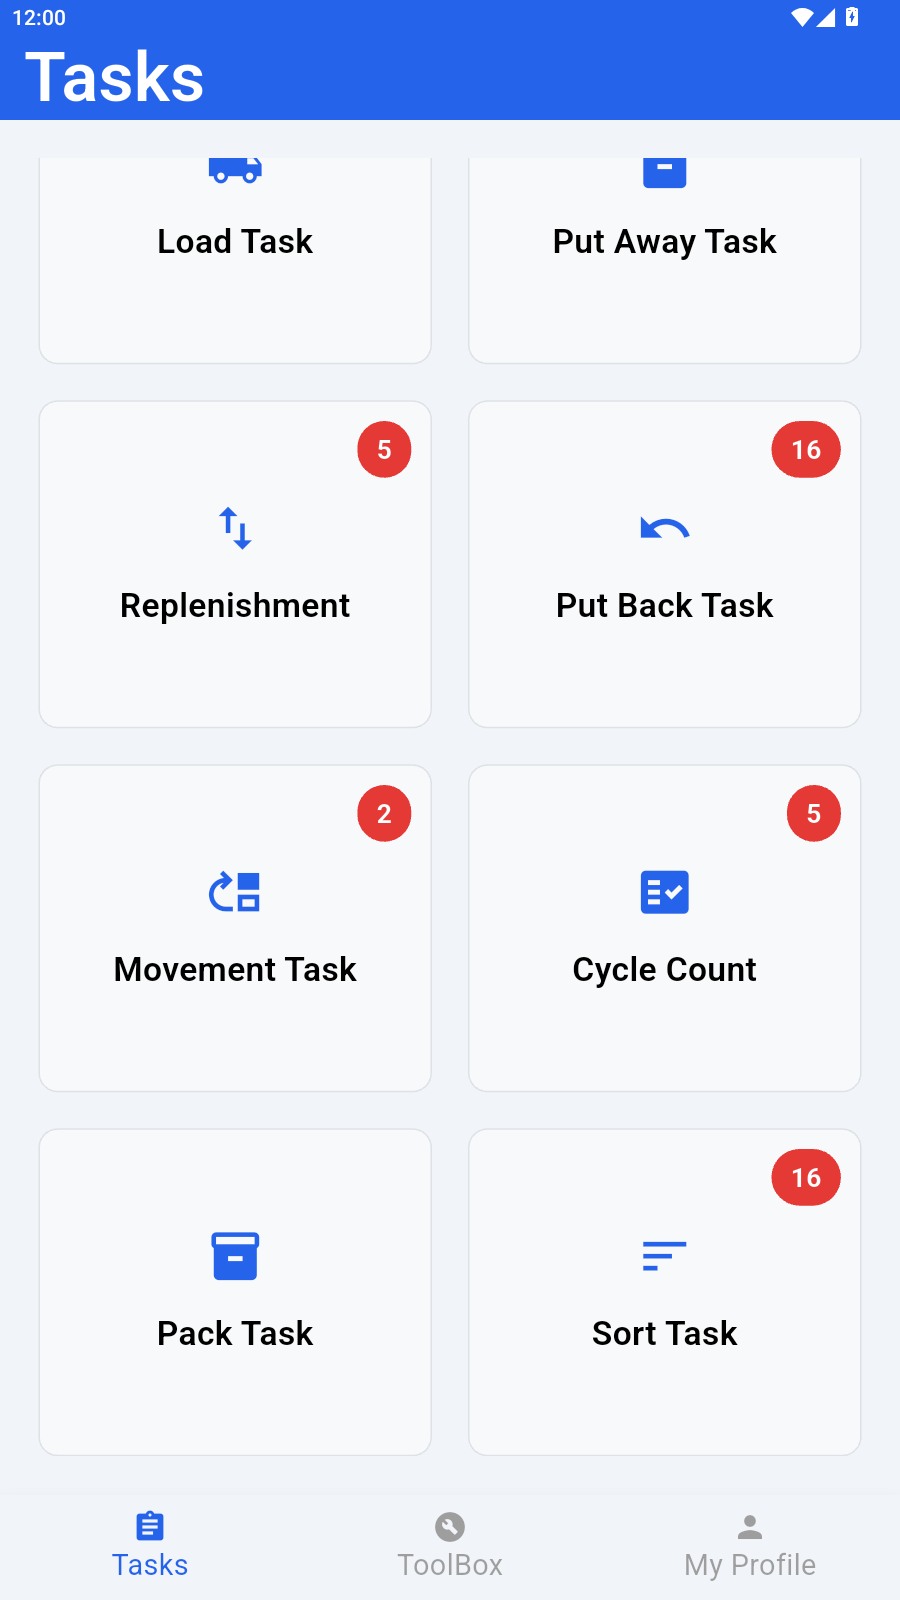 12:00
Tasks
Load Task
Put Away Task
5
Replenishment
16
Put Back Task
2
Movement Task
5
Cycle Count
Pack Task
16
Sort Task
Tasks
ToolBox
My Profile